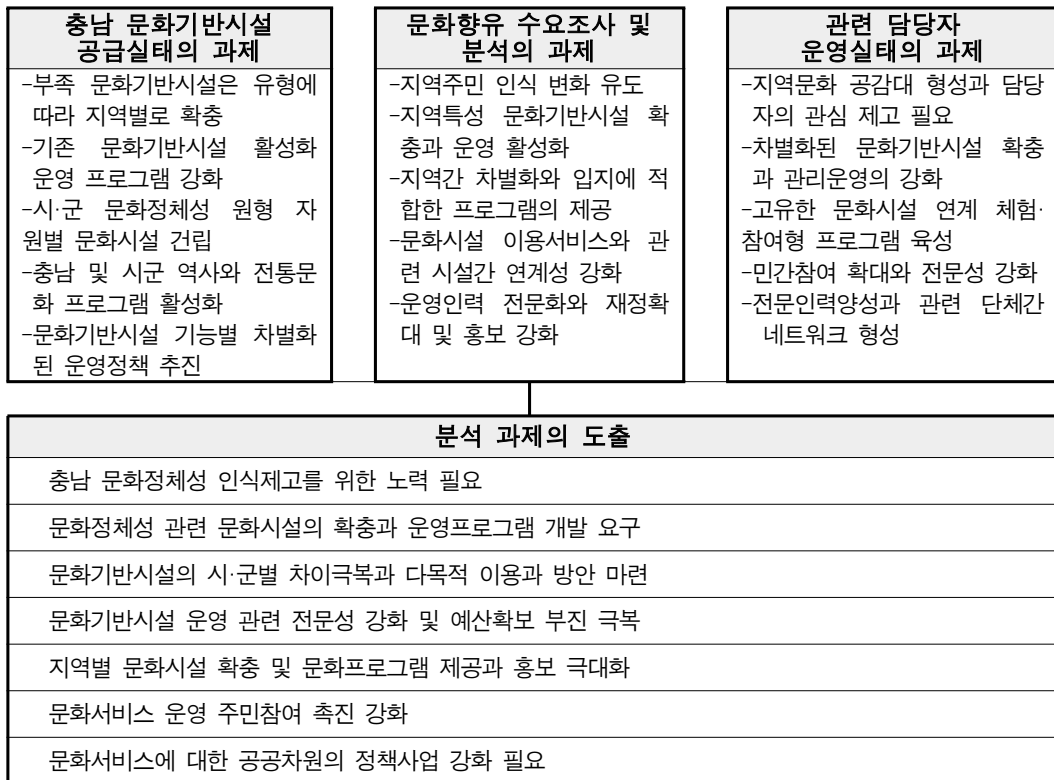 충남 문화기반시설
공급실태의 과제
-부족 문화기반시설은 유형에
따라 지역별로 확충
-기존 문화기반시설 활성화
운영 프로그램 강화
-시·군 문화정체성 원형 자
원별 문화시설 건립
-충남 및 시군 역사와 전통문
화 프로그램 활성화
-문화기반시설 기능별 차별화
된 운영정책 추진
문화향유 수요조사 및
분석의 과제
-지역주민 인식 변화 유도
-지역특성 문화기반시설 확
충과 운영 활성화
-지역간 차별화와 입지에 적
합한 프로그램의 제공
-문화시설 이용서비스와 관
련 시설간 연계성 강화
-운영인력 전문화와 재정확
대 및 홍보 강화
관련 담당자
운영실태의 과제
-지역문화 공감대 형성과 담당
자의 관심 제고 필요
-차별화된 문화기반시설 확충
과 관리운영의 강화
-고유한 문화시설 연계 체험·
참여형 프로그램 육성
-민간참여 확대와 전문성 강화
-전문인력양성과 관련 단체간
네트워크 형성
분석 과제의 도출
충남 문화정체성 인식제고를 위한 노력 필요
문화정체성 관련 문화시설의 확충과 운영프로그램 개발 요구
문화기반시설의 시·군별 차이극복과 다목적 이용과 방안 마련
문화기반시설 운영 관련 전문성 강화 및 예산확보 부진 극복
지역별 문화시설 확충 및 문화프로그램 제공과 홍보 극대화
문화서비스 운영 주민참여 촉진 강화
문화서비스에 대한 공공차원의 정책사업 강화 필요